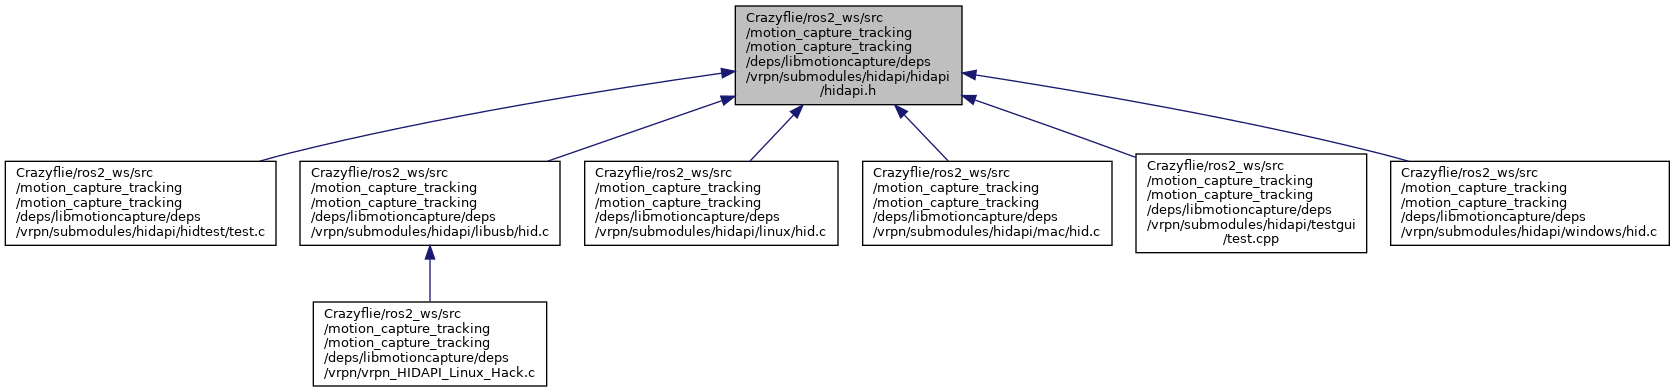 Crazyflie/ros2_ws/src
/motion_capture_tracking
/motion_capture_tracking
/deps/libmotioncapture/deps
/vrpn/submodules/hidapi/hidapi
/hidapi.h
Crazyflie/ros2_ws/src
/motion_capture_tracking
/motion_capture_tracking
/deps/libmotioncapture/deps
/vrpn/submodules/hidapi/hidtest/test.c
Crazyflie/ros2_ws/src
/motion_capture_tracking
/motion_capture_tracking
/deps/libmotioncapture/deps
/vrpn/submodules/hidapi/libusb/hid.c
Crazyflie/ros2_ws/src
/motion_capture_tracking
/motion_capture_tracking
/deps/libmotioncapture/deps
/vrpn/submodules/hidapi/linux/hid.c
Crazyflie/ros2_ws/src
/motion_capture_tracking
/motion_capture_tracking
/deps/libmotioncapture/deps
/vrpn/submodules/hidapi/mac/hid.c
Crazyflie/ros2_ws/src
/motion_capture_tracking
/motion_capture_tracking
/deps/libmotioncapture/deps
/vrpn/submodules/hidapi/testgui
/test.cpp
Crazyflie/ros2_ws/src
/motion_capture_tracking
/motion_capture_tracking
/deps/libmotioncapture/deps
/vrpn/submodules/hidapi/windows/hid.c
Crazyflie/ros2_ws/src
/motion_capture_tracking
/motion_capture_tracking
/deps/libmotioncapture/deps
/vrpn/vrpn_HIDAPI_Linux_Hack.c